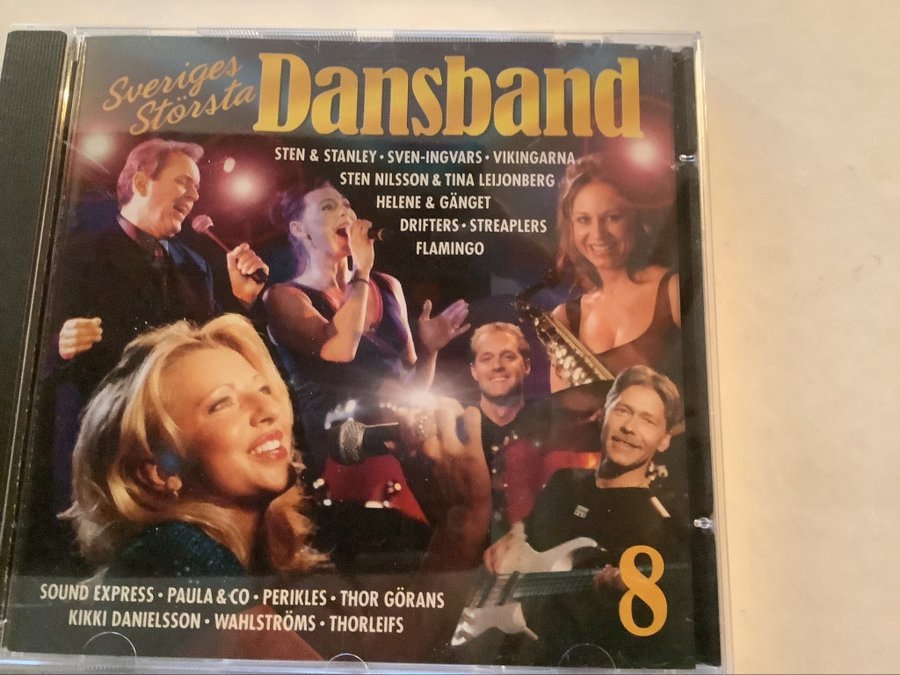 Sveriges
Största
Dansband
STEN & STANLEY • SVEN-INGVARS • VIKINGARNA
STEN NILSSON & TINA LEIJONBERG
HELENE & GÄNGET
DRIFTERS • STREAPLERS
FLAMINGO
SOUND EXPRESS • PAULA & CO • PERIKLES • THOR GÖRANS
KIKKI DANIELSSON • WAHLSTRÖMS • THORLEIFS
8